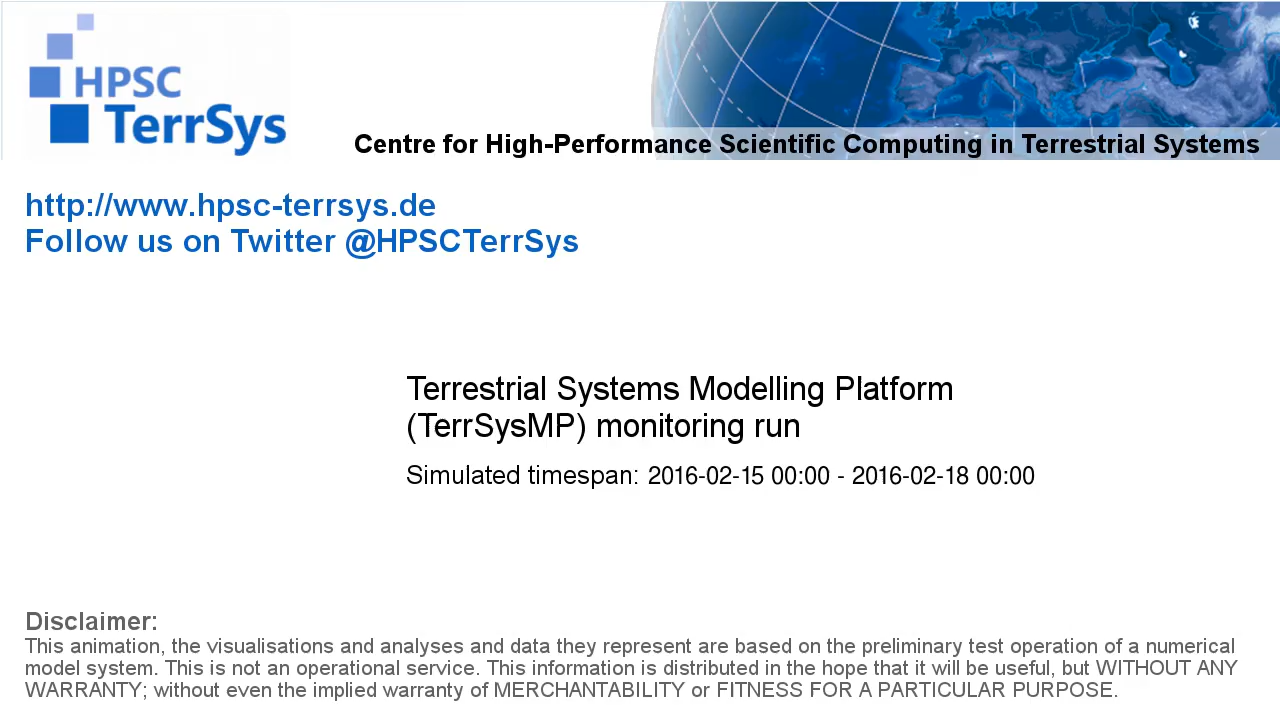 HPSC
TerrSys
Centre for High-Performance Scientific Computing in Terrestrial Systems
http://www.hpsc-terrsys.de
Follow us on Twitter @HPSCTerrSys
Terrestrial Systems Modelling Platform
(TerrSysMP) monitoring run
Simulated timespan: 2016-02-15 00:00 - 2016-02-18 00:00
Disclaimer:
This animation, the visualisations and analyses and data they represent are based on the preliminary test operation of a numerical
model system. This is not an operational service. This information is distributed in the hope that it will be useful, but WITHOUT ANY
WARRANTY; without even the implied warranty of MERCHANTABILITY or FITNESS FOR A PARTICULAR PURPOSE.